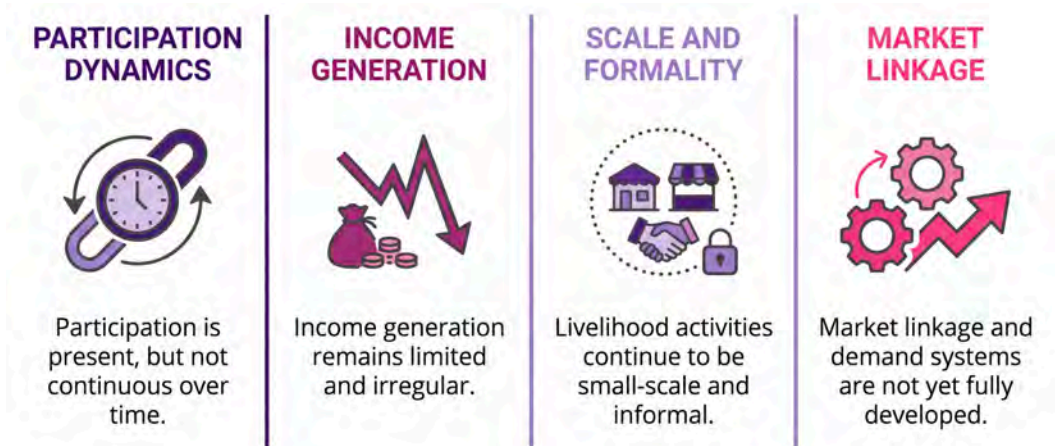 PARTICIPATION
DYNAMICS
Participation is
present, but not
continuous over
time.
INCOME
GENERATION
Income generation
remains limited
and irregular.
SCALE AND
FORMALITY
Livelihood activities
continue to be
small-scale and
informal.
MARKET
LINKAGE
Market linkage and
demand systems
are not yet fully
developed.